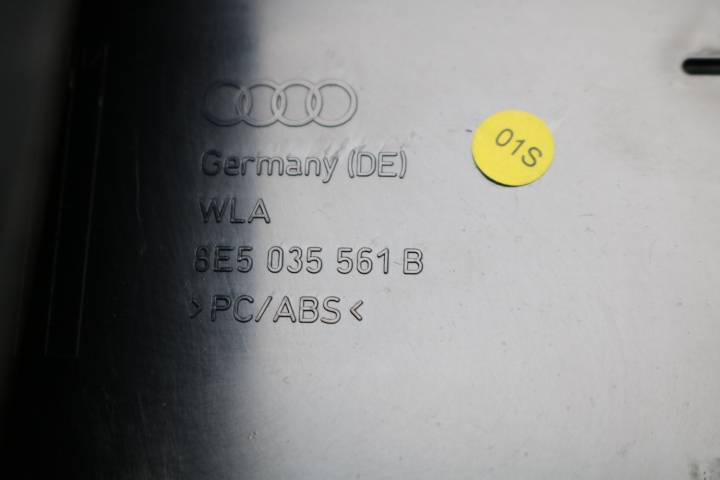 Germany (DE)
01S
WLA
8E5 035 561 B
>PC/ABS<